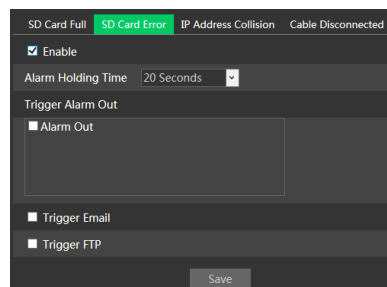 SD Card Full SD Card Error IP Address Collision Cable Disconnected
Enable
Alarm Holding Time 20 Seconds
Trigger Alarm Out
Alarm Out
Trigger Email
Trigger FTP
Save